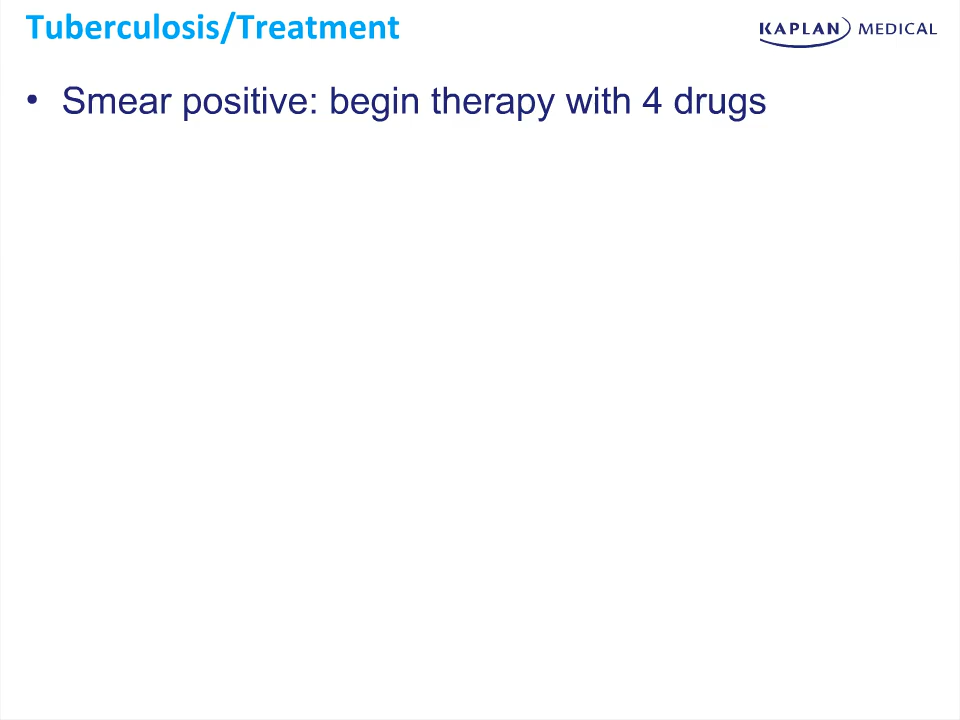 Tuberculosis/Treatment
KAPLAN MEDICAL
• Smear positive: begin therapy with 4 drugs